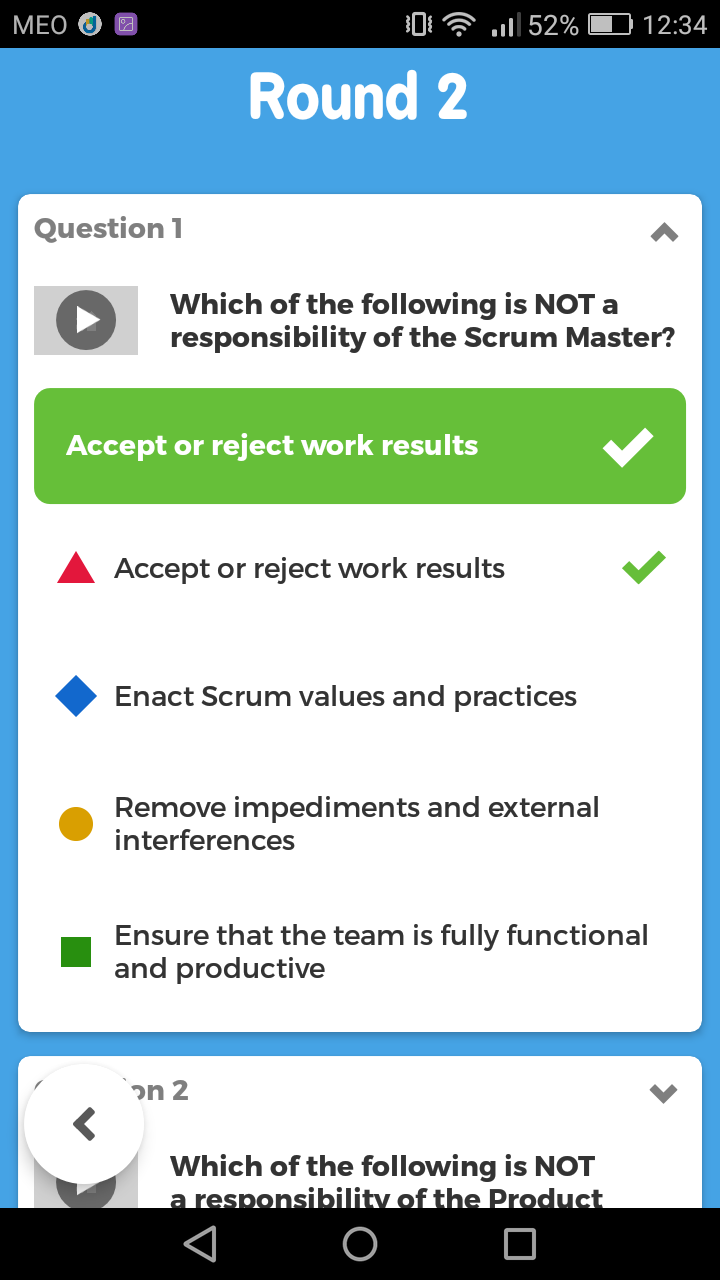 MEO 52% 12:34
Round 2
Question 1
Which of the following is NOT a
responsibility of the Scrum Master?
Accept or reject work results
Accept or reject work results
Enact Scrum values and practices
Remove impediments and external
interferences
Ensure that the team is fully functional
and productive
on 2
Which of the following is NOT
a responsibility of the Product